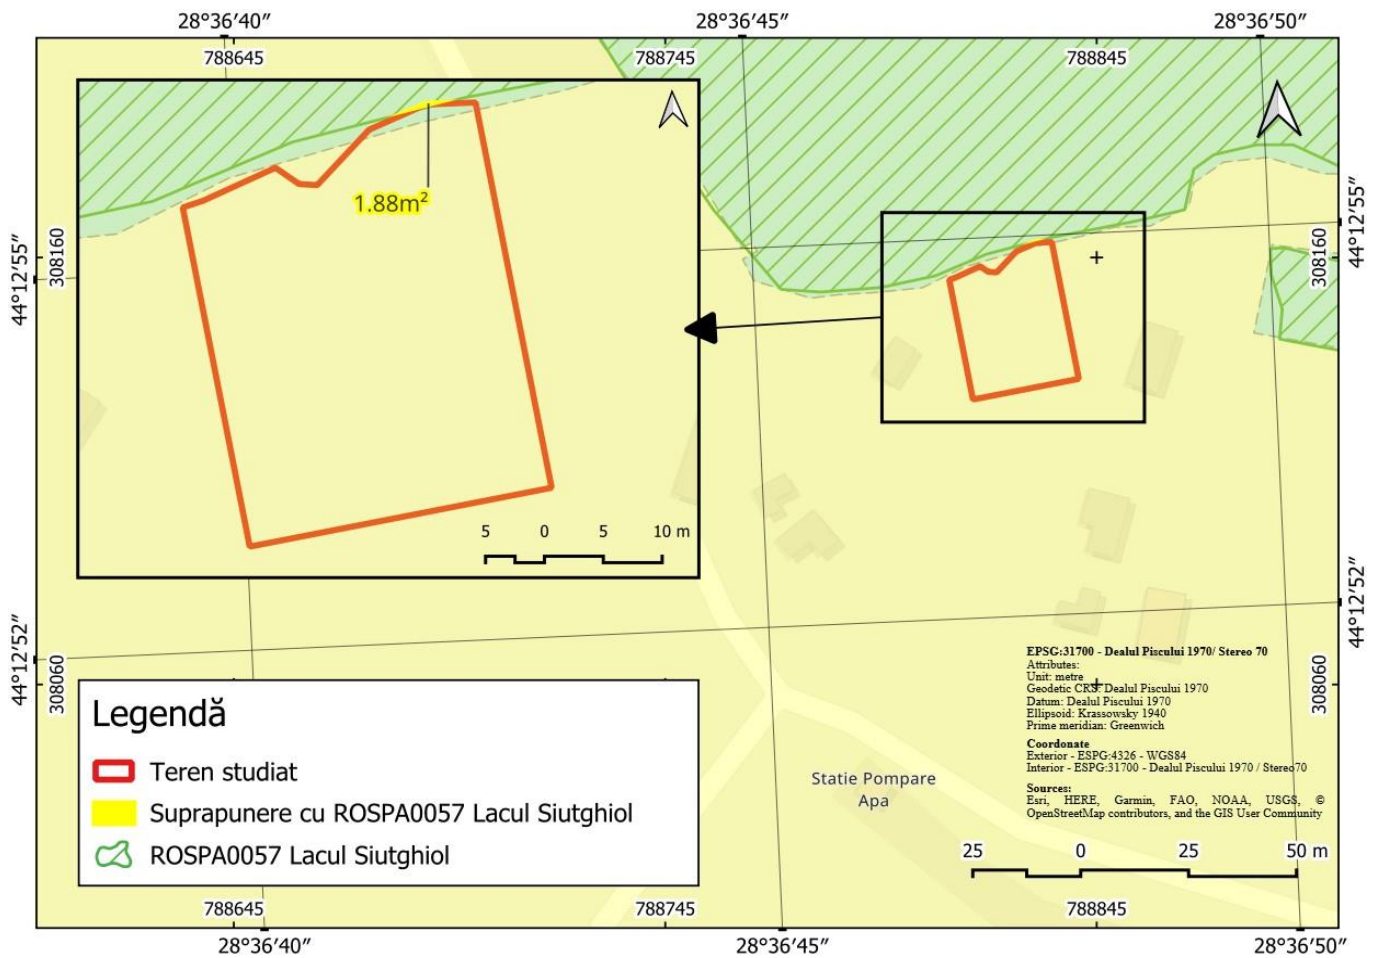 28°36′40″ 28°36′45″ 28°36′50″
788645 788745 788845
1.88m²
44°12′55″
308160
308160
44°12′55″
5 0 5 10 m
44°12′52″
308060
308060
44°12′52″
Legendă
Teren studiat
Suprapunere cu ROSPA0057 Lacul Siutghiol
ROSPA0057 Lacul Siutghiol
Statie Pompare
Apa
EPSG:31700 - Dealul Piscului 1970/ Stereo 70
Attributes:
Unit: metre
Geodetic CRS: Dealul Piscului 1970
Datum: Dealul Piscului 1970
Ellipsoid: Krassowsky 1940
Prime meridian: Greenwich
Coordonate
Exterior - ESPG:4326 - WGS84
Interior - ESPG:31700 - Dealul Piscului 1970 / Stereo70
Sources:
Esri, HERE, Garmin, FAO, NOAA, USGS, ©
OpenStreetMap contributors, and the GIS User Community
25 0 25 50 m
788645 788745 788845
28°36′40″ 28°36′45″ 28°36′50″